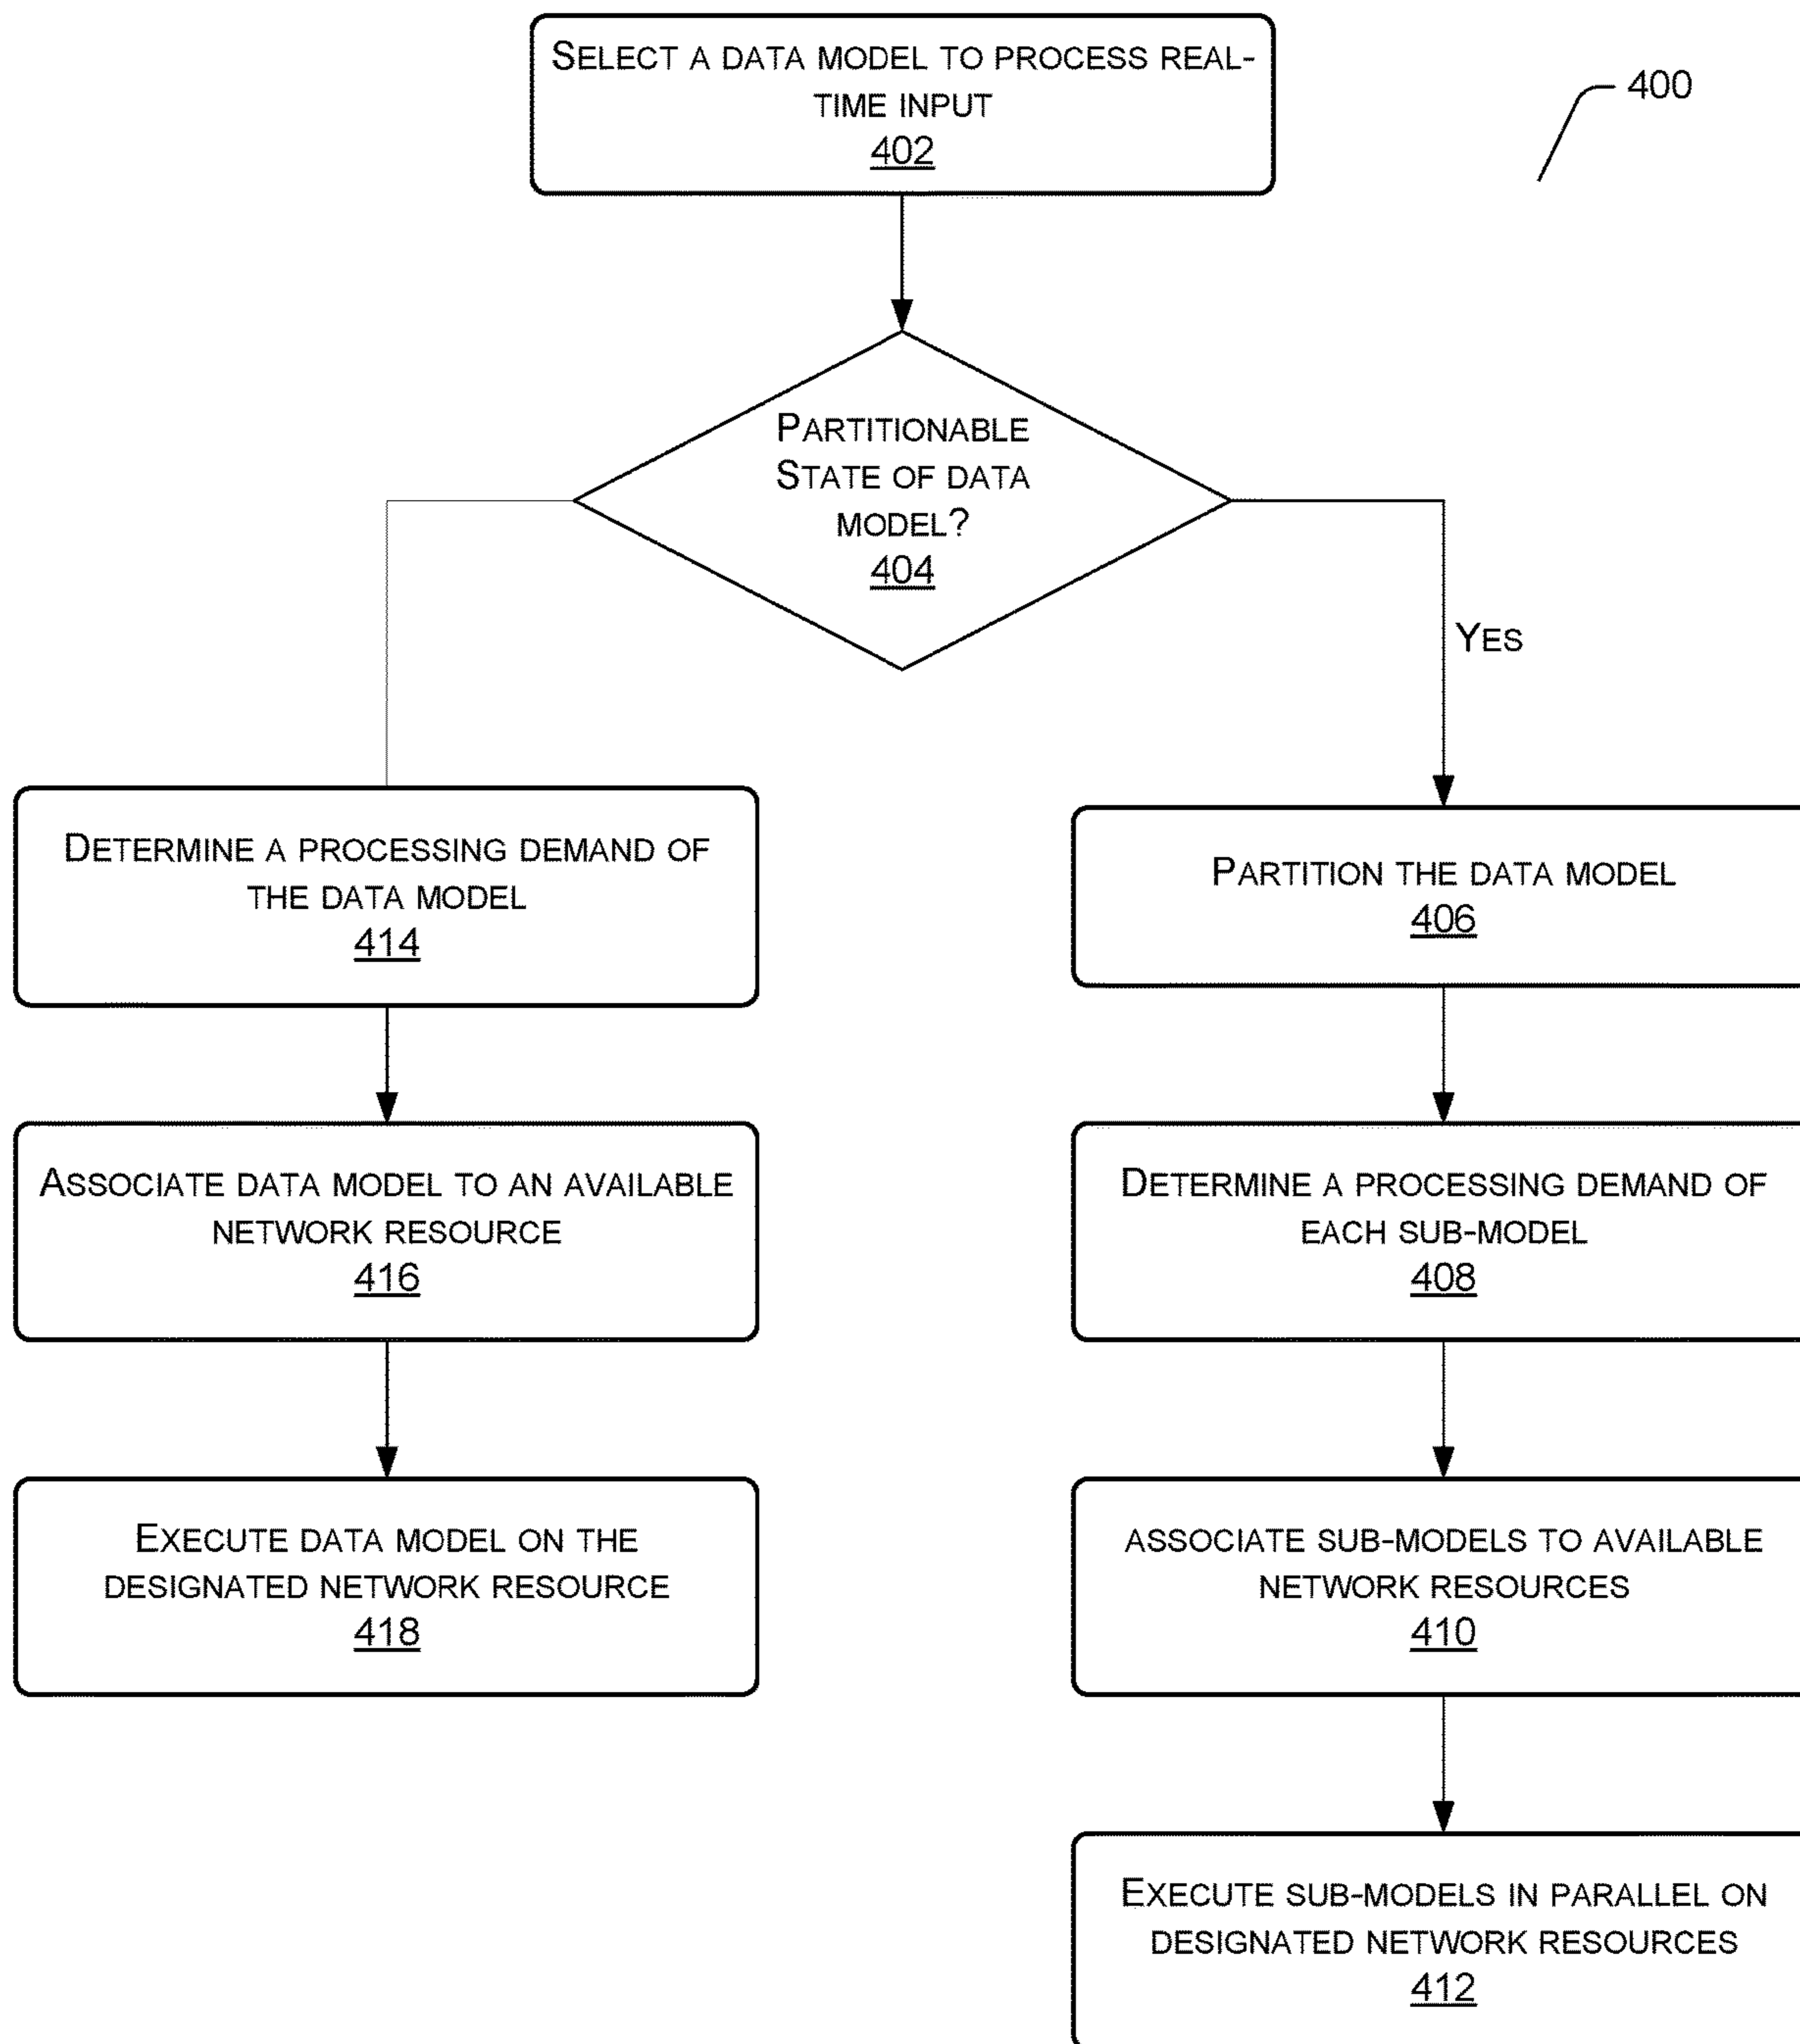 SELECT A DATA MODEL TO PROCESS REAL-
TIME INPUT
402
400
PARTITIONABLE
STATE OF DATA
MODEL?
404
YES
DETERMINE A PROCESSING DEMAND OF
THE DATA MODEL
414
PARTITION THE DATA MODEL
406
ASSOCIATE DATA MODEL TO AN AVAILABLE
NETWORK RESOURCE
416
DETERMINE A PROCESSING DEMAND OF
EACH SUB-MODEL
408
EXECUTE DATA MODEL ON THE
DESIGNATED NETWORK RESOURCE
418
ASSOCIATE SUB-MODELS TO AVAILABLE
NETWORK RESOURCES
410
EXECUTE SUB-MODELS IN PARALLEL ON
DESIGNATED NETWORK RESOURCES
412